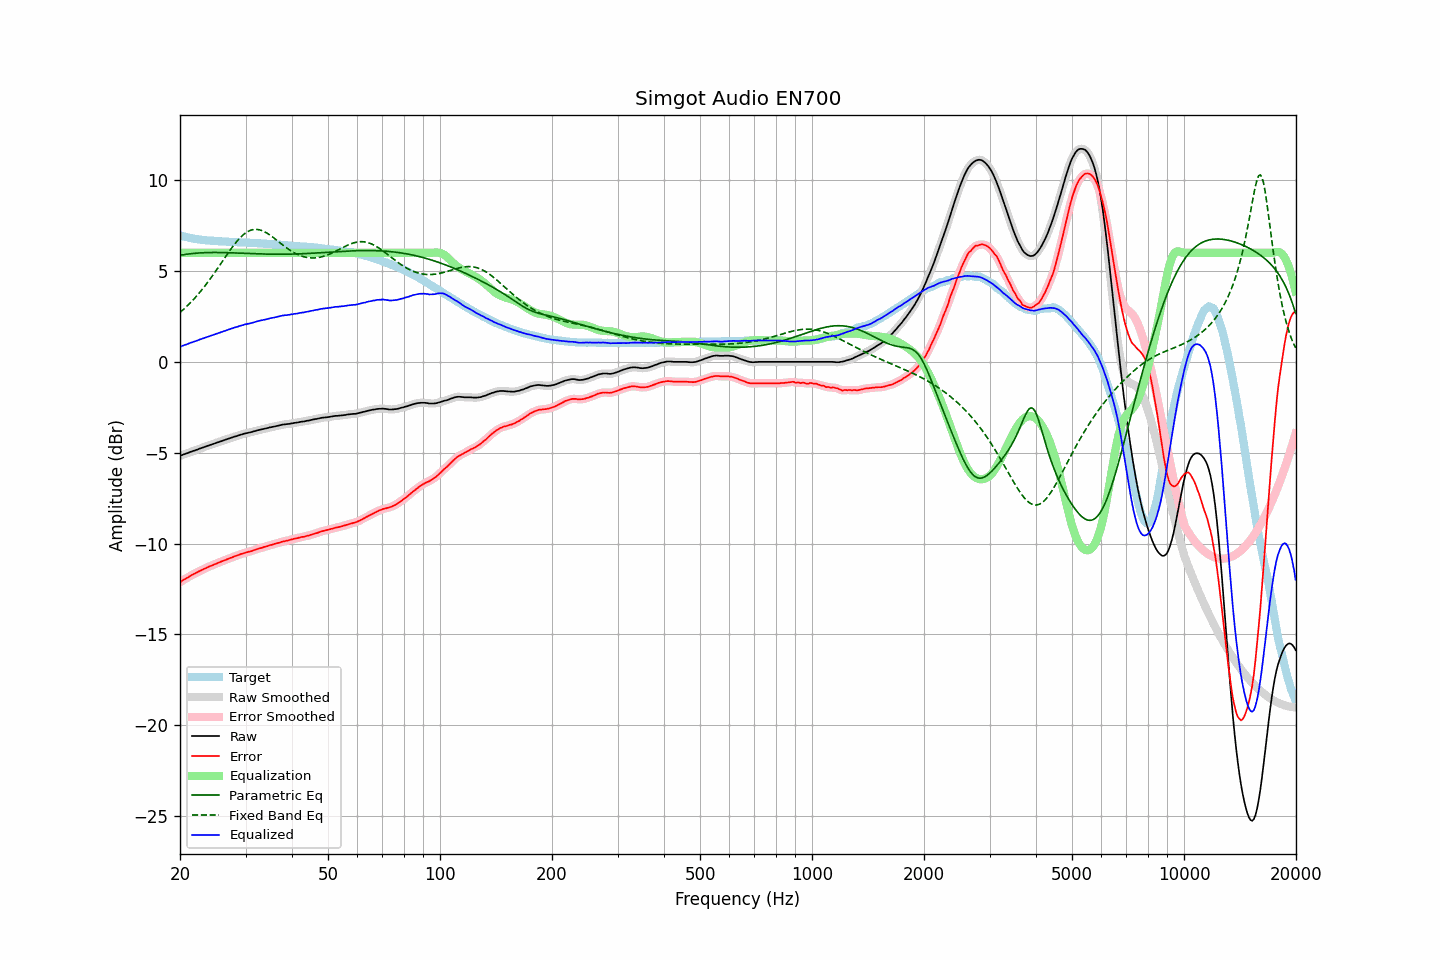 Simgot Audio EN700
Amplitude (dBr)
10
5
0
−5
−10
−15
−20
−25
Target
Raw Smoothed
Error Smoothed
Raw
Error
Equalization
Parametric Eq
Fixed Band Eq
Equalized
20 50 100 200 500 1000 2000 5000 10000 20000
Frequency (Hz)